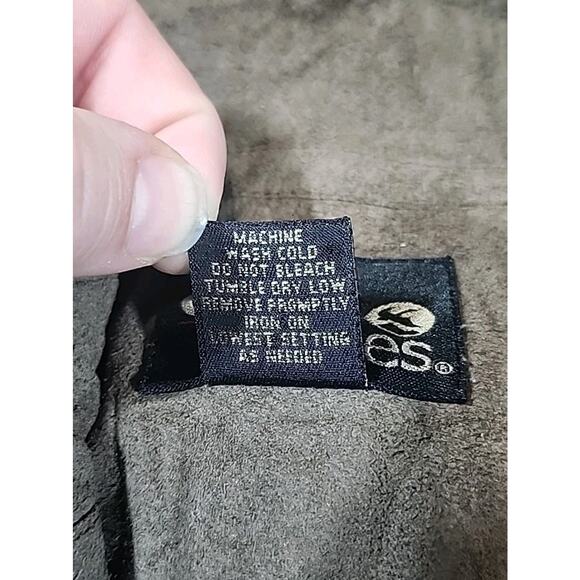 MACHINE
WASH COLD
DO NOT BLEACH
TUMBLE DRY LOW
REMOVE PROMPTLY
IRON ON
LOWEST SETTING
AS NEEDED
es®